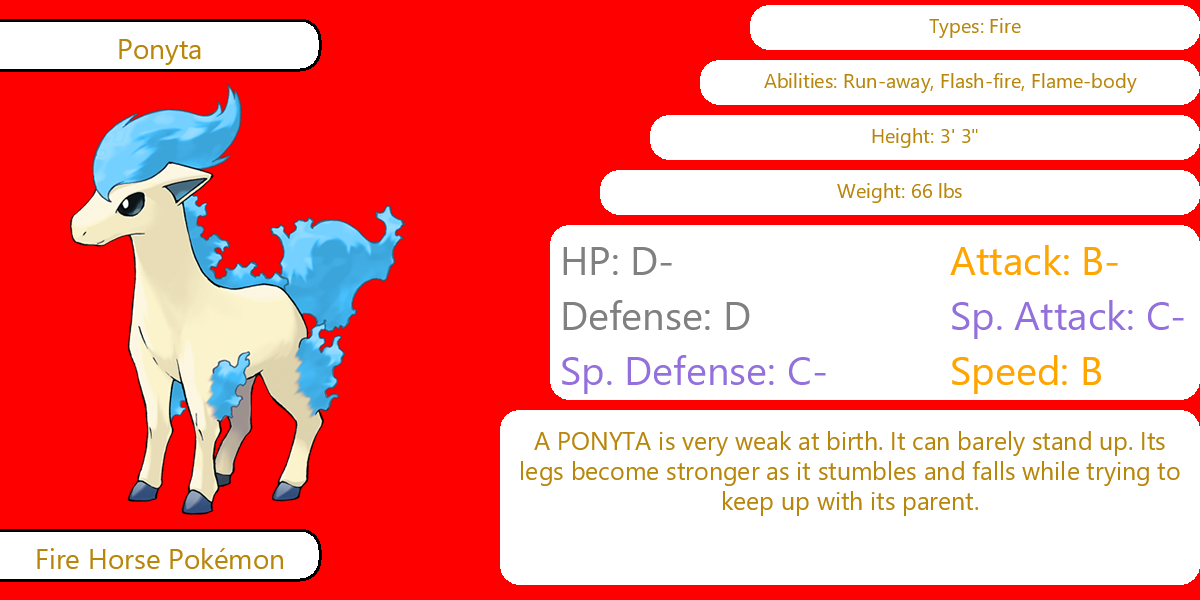 Ponyta
Types: Fire
Abilities: Run-away, Flash-fire, Flame-body
Height: 3' 3"
Weight: 66 lbs
HP: D-
Attack: B-
Defense: D
Sp. Attack: C-
Sp. Defense: C-
Speed: B
A PONYTA is very weak at birth. It can barely stand up. Its
legs become stronger as it stumbles and falls while trying to
keep up with its parent.
Fire Horse Pokémon